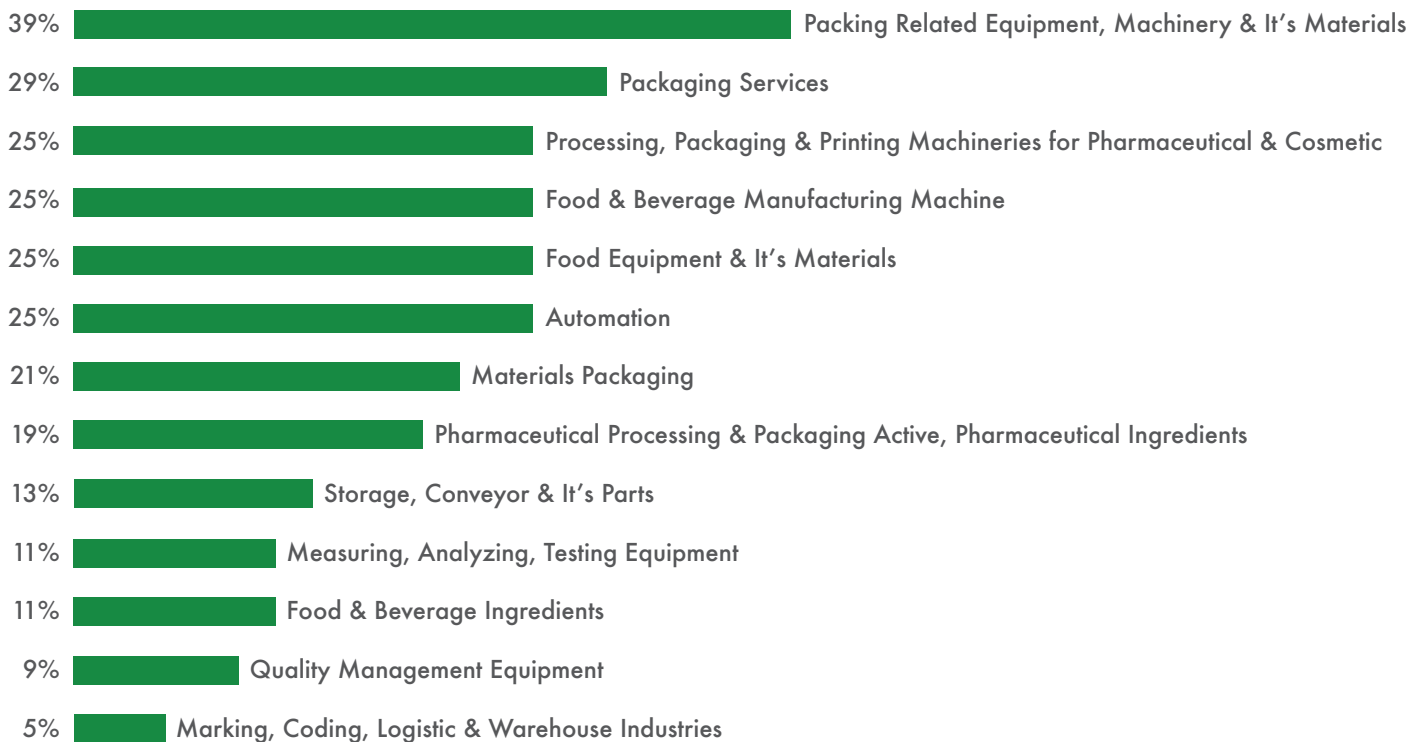 39% Packing Related Equipment, Machinery & It’s Materials
29% Packaging Services
25% Processing, Packaging & Printing Machineries for Pharmaceutical & Cosmetic
25% Food & Beverage Manufacturing Machine
25% Food Equipment & It’s Materials
25% Automation
21% Materials Packaging
19% Pharmaceutical Processing & Packaging Active, Pharmaceutical Ingredients
13% Storage, Conveyor & It’s Parts
11% Measuring, Analyzing, Testing Equipment
11% Food & Beverage Ingredients
9% Quality Management Equipment
5% Marking, Coding, Logistic & Warehouse Industries